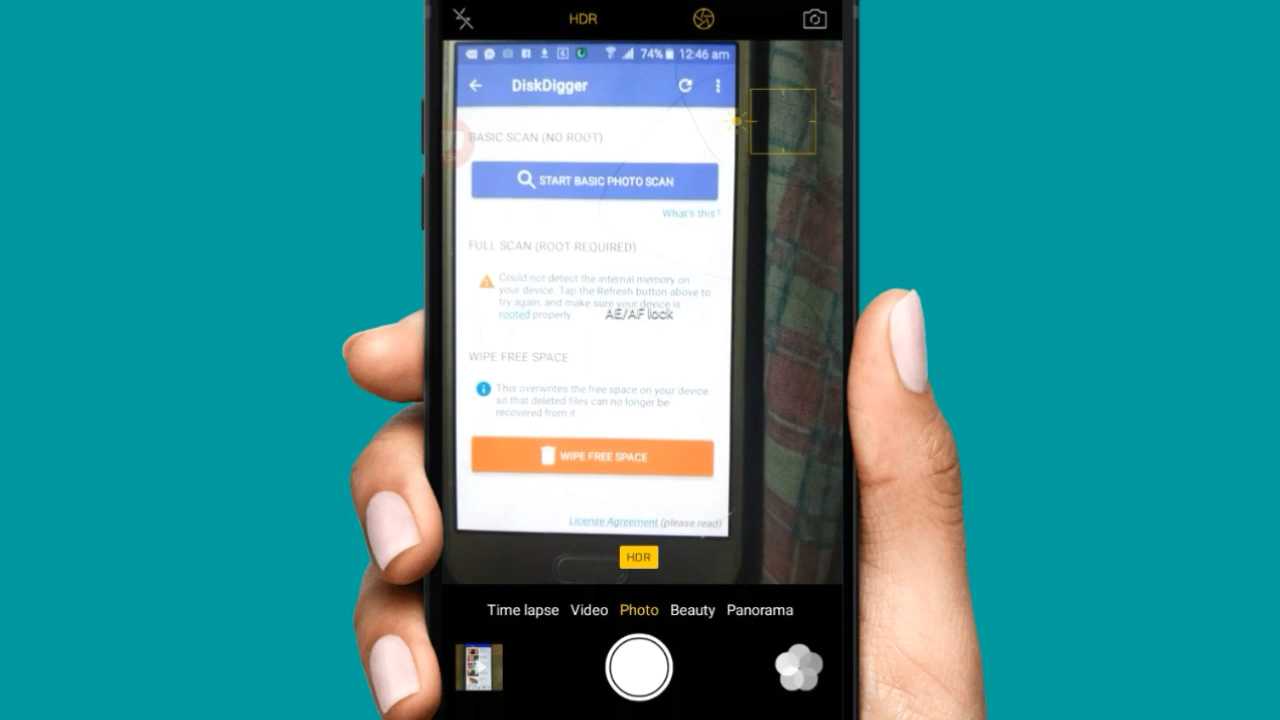 HDR
74% 12:46 am
DiskDigger
BASIC SCAN (NO ROOT)
START BASIC PHOTO SCAN
What's this?
FULL SCAN (ROOT REQUIRED)
Could not detect the internal memory on
your device. Tap the Refresh button above to
try again, and make sure your device is
rooted properly.
AE/AF lock
WIPE FREE SPACE
This overwrites the free space on your device
so that deleted files can no longer be
recovered from it.
WIPE FREE SPACE
License Agreement (please read)
HDR
Time lapse Video Photo Beauty Panorama